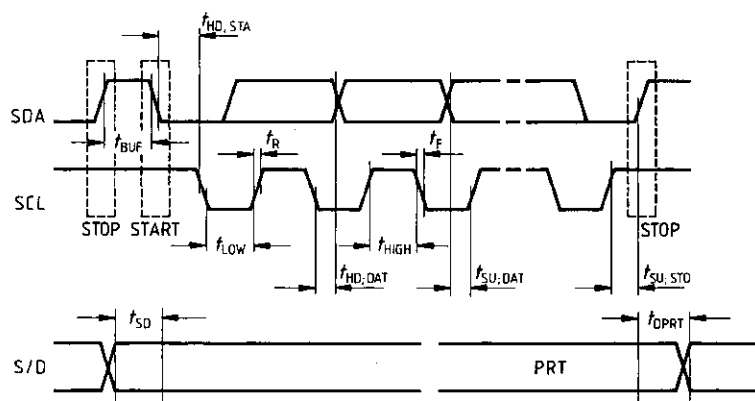 tHD,STA
SDA
tBUF
tR
tF
SCL
STOP START
STOP
tLOW
tHIGH
tHD;DAT
tSU;DAT
tSU;STO
tSD
tDPRT
S/D
PRT